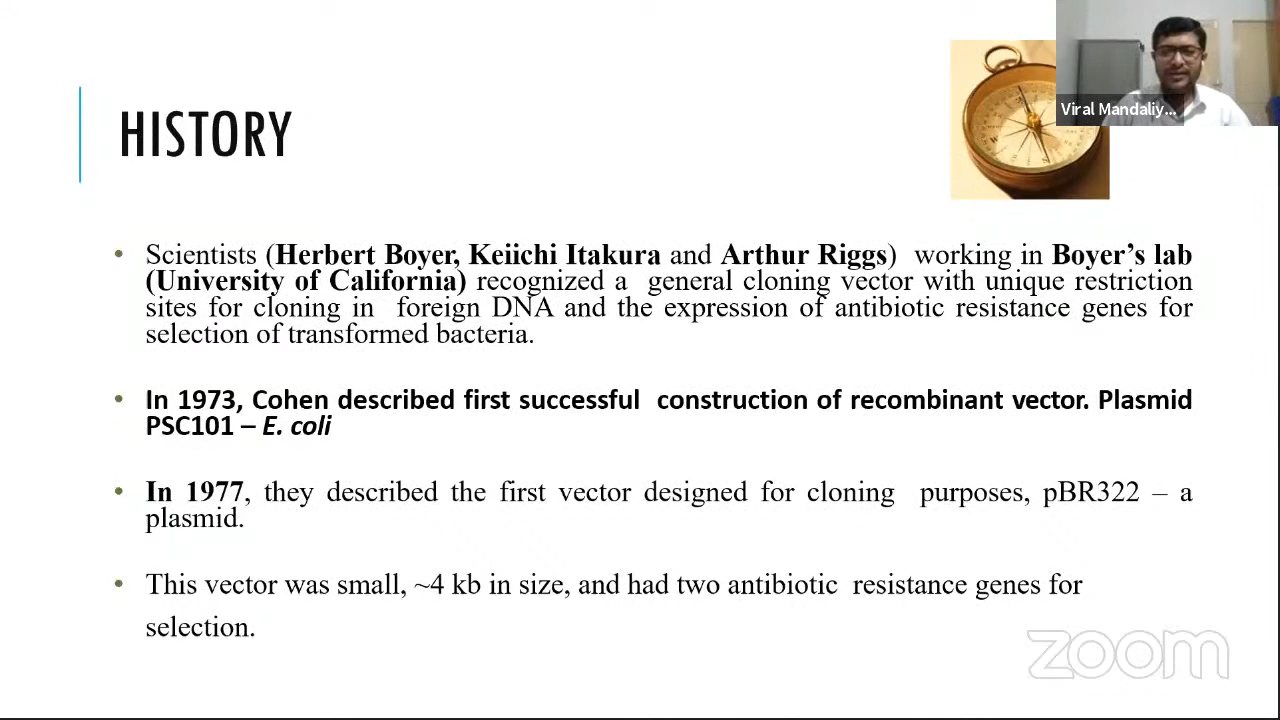 Viral Mandaliy...
HISTORY
• Scientists (Herbert Boyer, Keiichi Itakura and Arthur Riggs) working in Boyer’s lab
(University of California) recognized a general cloning vector with unique restriction
sites for cloning in foreign DNA and the expression of antibiotic resistance genes for
selection of transformed bacteria.
• In 1973, Cohen described first successful construction of recombinant vector. Plasmid
PSC101 – E. coli
• In 1977, they described the first vector designed for cloning purposes, pBR322 – a
plasmid.
• This vector was small, ~4 kb in size, and had two antibiotic resistance genes for
selection.
zoom